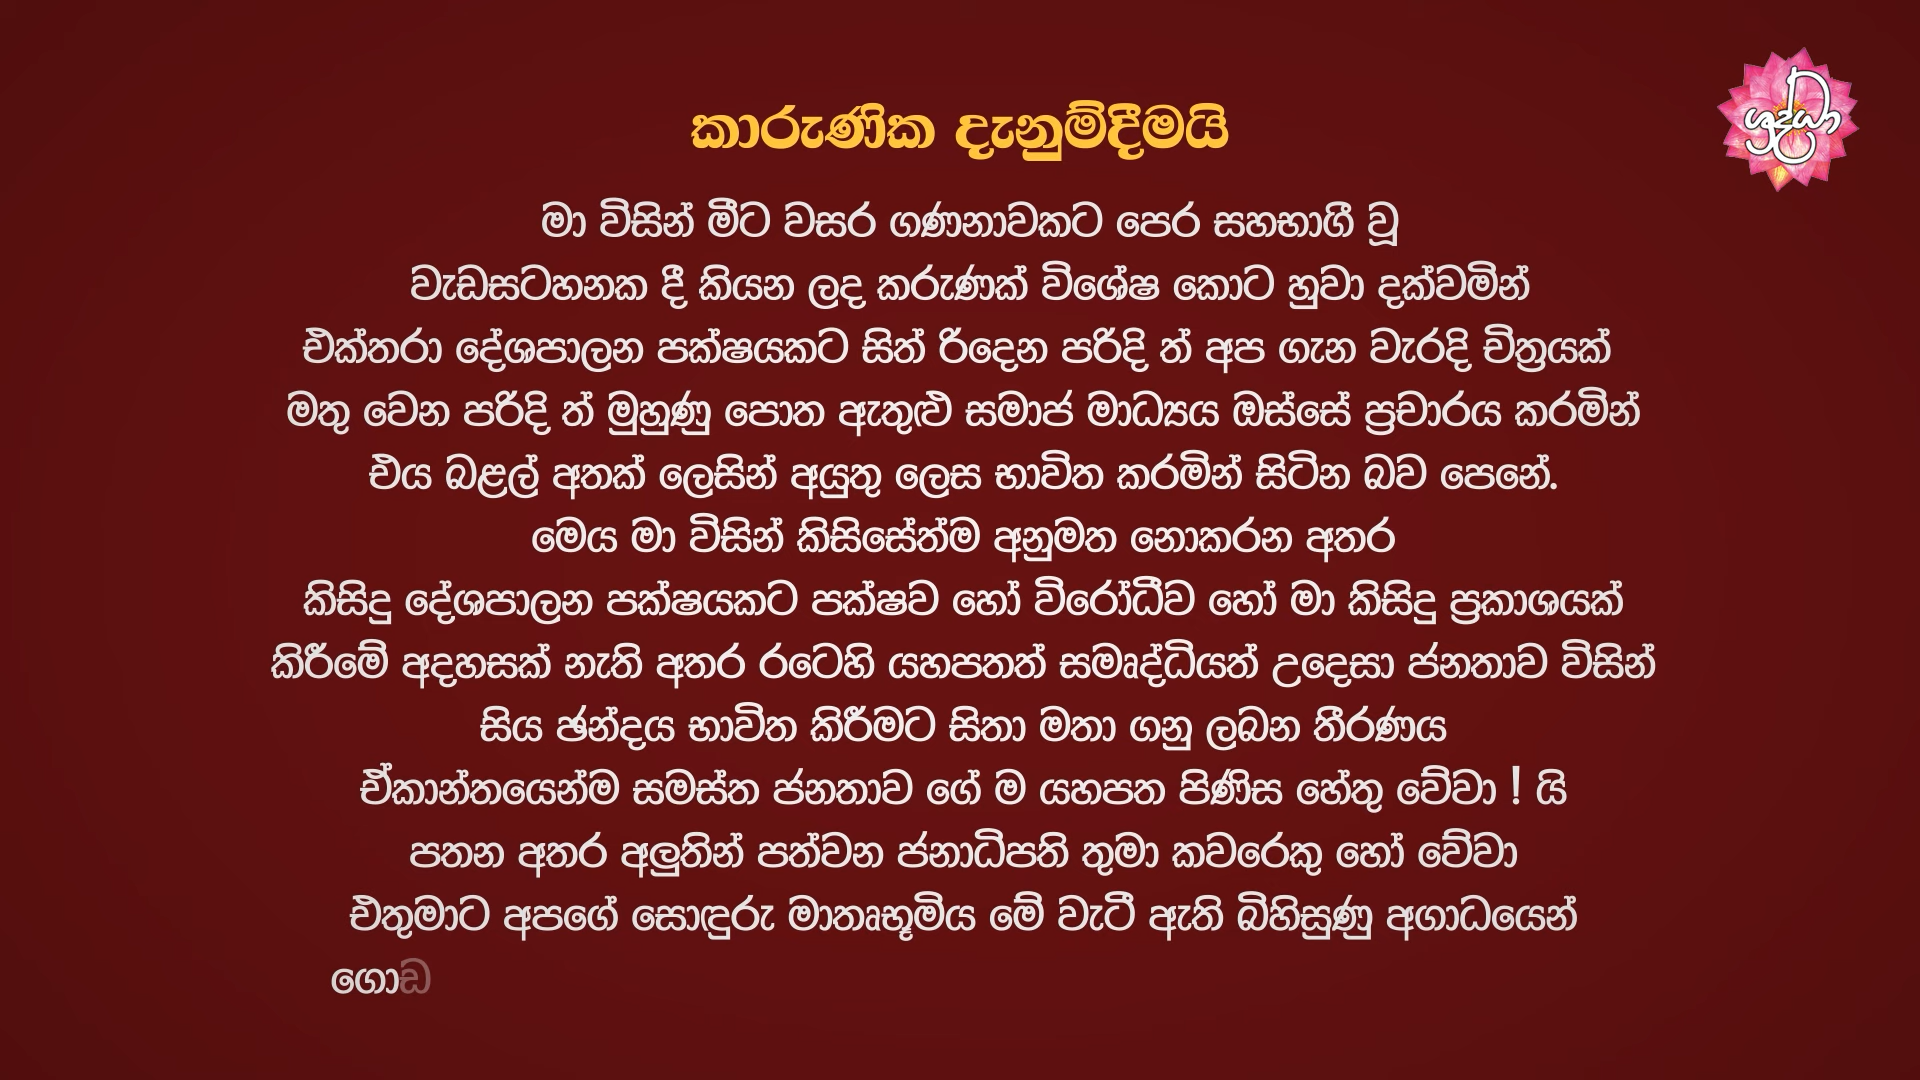 ශ්‍රද්ධා
කාරුණික දැනුම්දීමයි
මා විසින් මීට වසර ගණනාවකට පෙර සහභාගී වූ
වැඩසටහනක දී කියන ලද කරුණක් විශේෂ කොට හුවා දක්වමින්
එක්තරා දේශපාලන පක්ෂයකට සිත් රිදෙන පරිදි ත් අප ගැන වැරදි චිත්‍රයක්
මතු වෙන පරිදි ත් මුහුණු පොත ඇතුළු සමාජ මාධ්‍යය ඔස්සේ ප්‍රචාරය කරමින්
එය බළල් අතක් ලෙසින් අයුතු ලෙස භාවිත කරමින් සිටින බව පෙනේ.
මෙය මා විසින් කිසිසේත්ම අනුමත නොකරන අතර
කිසිදු දේශපාලන පක්ෂයකට පක්ෂව හෝ විරෝධීව හෝ මා කිසිදු ප්‍රකාශයක්
කිරීමේ අදහසක් නැති අතර රටෙහි යහපතත් සමෘද්ධියත් උදෙසා ජනතාව විසින්
සිය ඡන්දය භාවිත කිරීමට සිතා මතා ගනු ලබන තීරණය
ඒකාන්තයෙන්ම සමස්ත ජනතාව ගේ ම යහපත පිණිස හේතු වේවා ! යි
පතන අතර අලුතින් පත්වන ජනාධිපති තුමා කවරෙකු හෝ වේවා
එතුමාට අපගේ සොඳුරු මාතෘභූමිය මේ වැටී ඇති බිහිසුණු අගාධයෙන්
ගොඩ